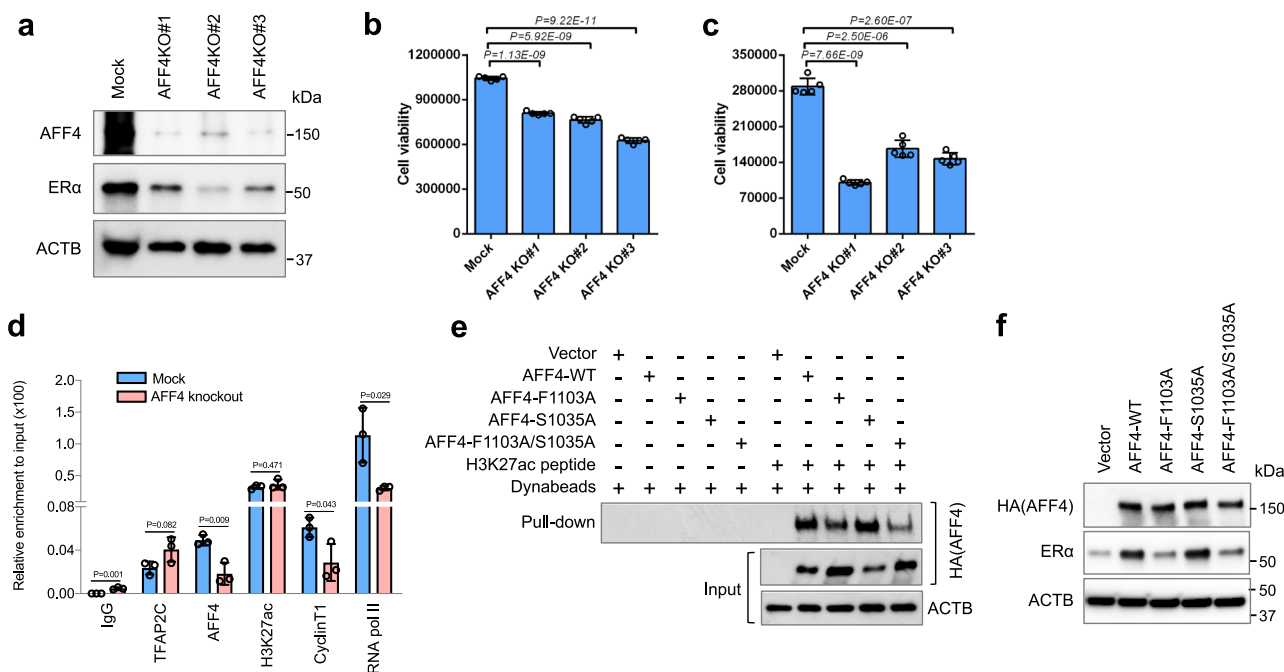 a
Mock
AFF4KO#1
AFF4KO#2
AFF4KO#3
kDa
AFF4
150
ERα
50
ACTB
37
b
P=9.22E-11
P=5.92E-09
P=1.13E-09
Cell viability
1200000
900000
600000
300000
0
Mock
AFF4 KO#1
AFF4 KO#2
AFF4 KO#3
c
P=2.60E-07
P=2.50E-06
P=7.66E-09
Cell viability
350000
280000
210000
140000
70000
0
Mock
AFF4 KO#1
AFF4 KO#2
AFF4 KO#3
d
Mock
AFF4 knockout
Relative enrichment to input (x100)
2.0
1.5
1.0
0.5
0.08
0.04
0.00
P=0.001
P=0.082
P=0.009
P=0.471
P=0.043
P=0.029
IgG
TFAP2C
AFF4
H3K27ac
CyclinT1
RNA pol II
e
Vector + - - - - + - - - -
AFF4-WT - + - - - - + - - -
AFF4-F1103A - - + - - - - + - -
AFF4-S1035A - - - + - - - - + -
AFF4-F1103A/S1035A - - - - + - - - - +
H3K27ac peptide - - - - - + + + + +
Dynabeads + + + + + + + + + +
Pull-down
Input
HA(AFF4)
ACTB
f
Vector
AFF4-WT
AFF4-F1103A
AFF4-S1035A
AFF4-F1103A/S1035A
kDa
HA(AFF4)
150
ERα
50
ACTB
50
37